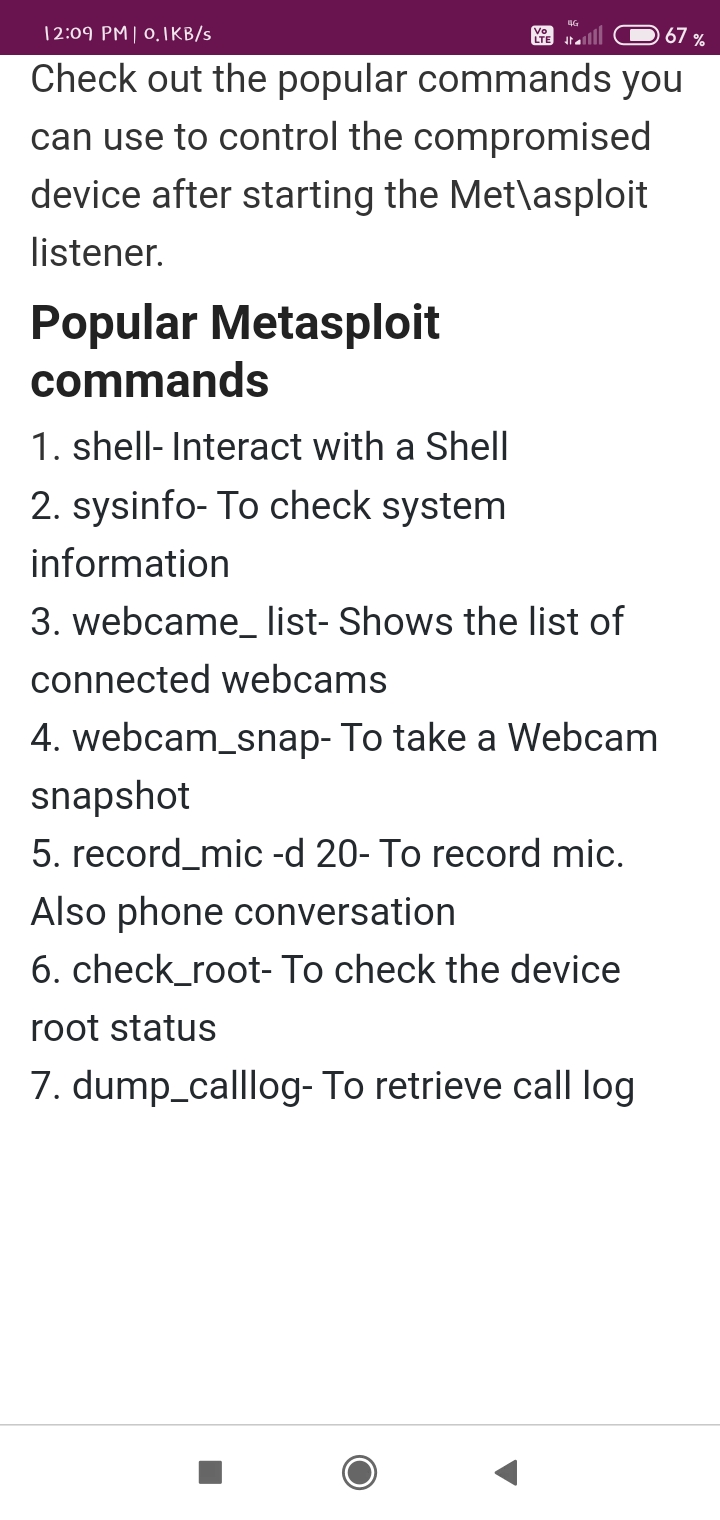 12:09 PM| 0.1KB/s
Vo LTE 4G 67 %
Check out the popular commands you
can use to control the compromised
device after starting the Met\asploit
listener.
Popular Metasploit
commands
1. shell- Interact with a Shell
2. sysinfo- To check system
information
3. webcame_ list- Shows the list of
connected webcams
4. webcam_snap- To take a Webcam
snapshot
5. record_mic -d 20- To record mic.
Also phone conversation
6. check_root- To check the device
root status
7. dump_calllog- To retrieve call log